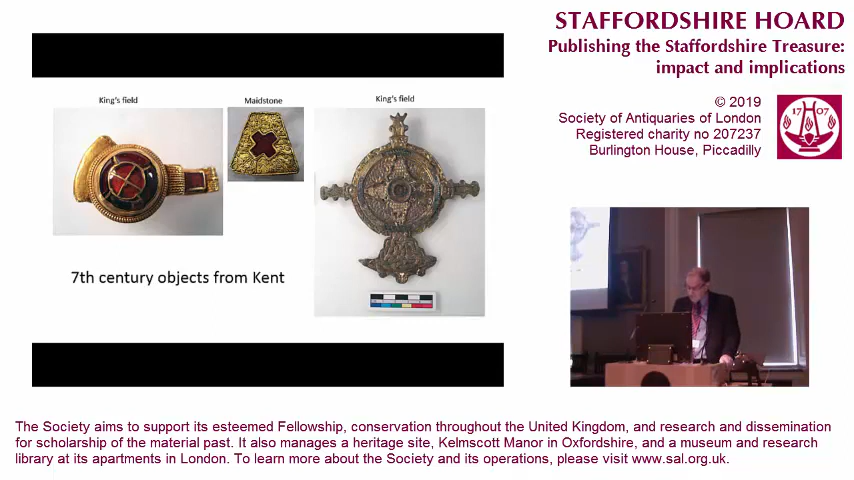 STAFFORDSHIRE HOARD
Publishing the Staffordshire Treasure:
impact and implications
© 2019
Society of Antiquaries of London
Registered charity no 207237
Burlington House, Piccadilly
17 07
King's field
Maidstone
King's field
7th century objects from Kent
The Society aims to support its esteemed Fellowship, conservation throughout the United Kingdom, and research and dissemination
for scholarship of the material past. It also manages a heritage site, Kelmscott Manor in Oxfordshire, and a museum and research
library at its apartments in London. To learn more about the Society and its operations, please visit www.sal.org.uk.